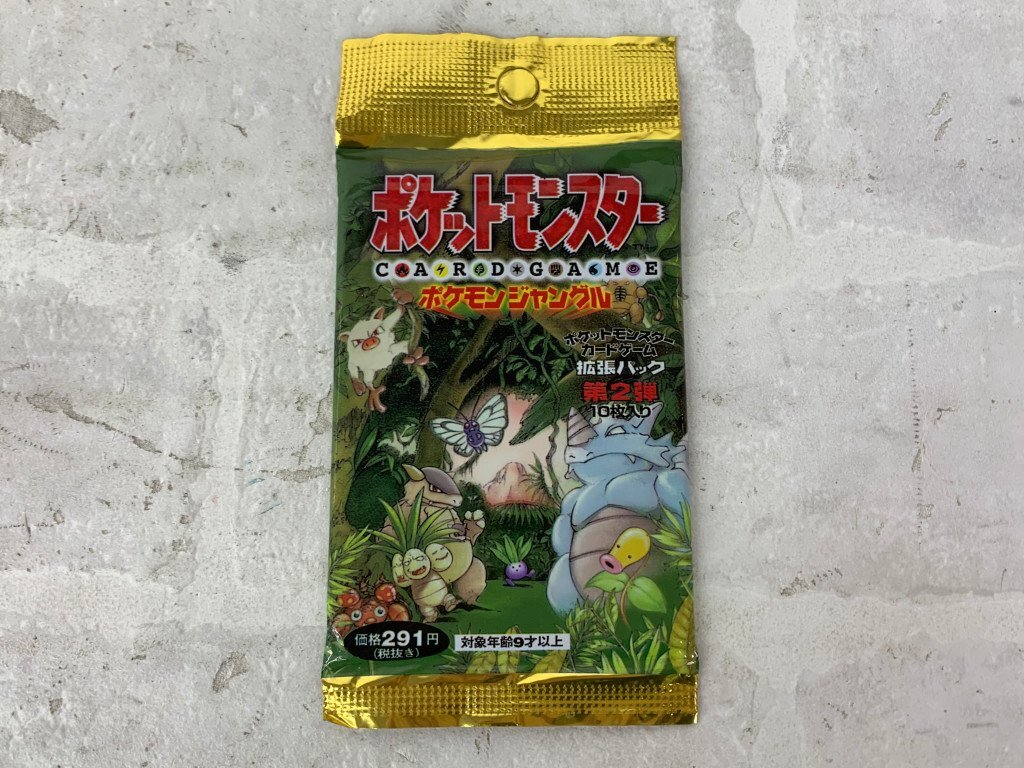 ポケットモンスター
TM
CARDGAME
ポケモンジャングル
ポケットモンスター
カードゲーム
拡張パック
第2弾
10枚入り
価格291円
(税抜き)
対象年齢9才以上